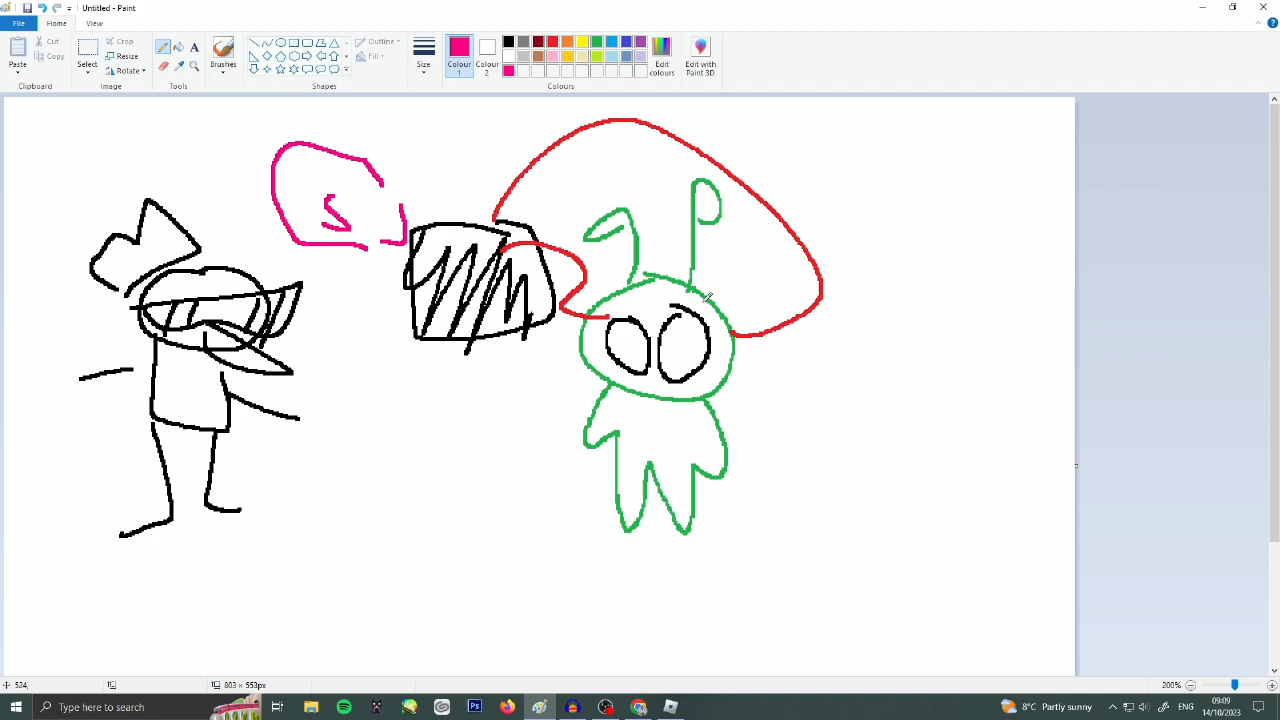 Untitled - Paint
File
Home
View
Cut
Copy
Paste
Clipboard
Crop
Resize
Rotate
Select
Image
A
Tools
Brushes
Outline
Fill
Shapes
Size
Colour 1
Colour 2
Edit colours
Edit with Paint 3D
Colours
524,
803 × 553px
200%
Type here to search
Ps
8°C Partly sunny
ENG
09:09
14/10/2023